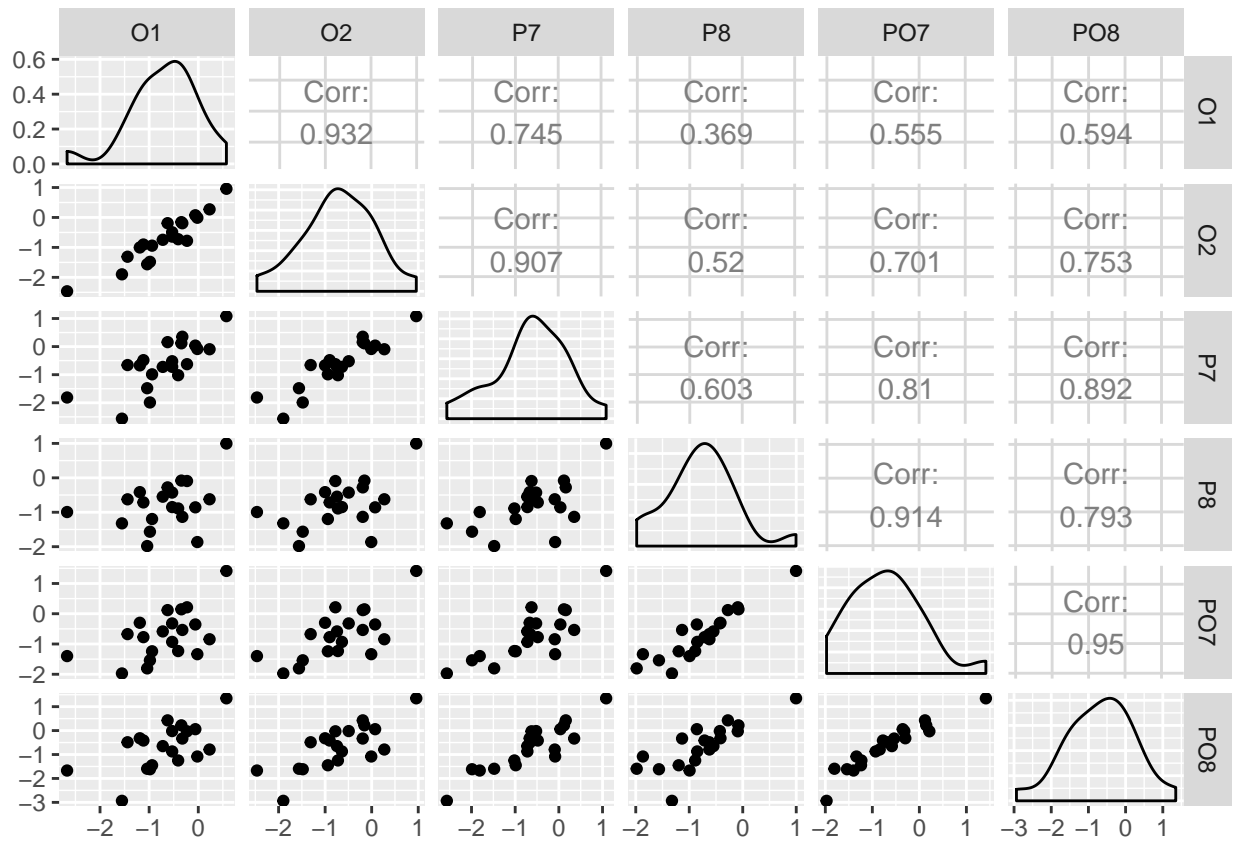 O1 O2 P7 P8 PO7 PO8
0.6
0.4
0.2
0.0
Corr:
0.932
Corr:
0.745
Corr:
0.369
Corr:
0.555
Corr:
0.594
O1
1
0
−1
−2
Corr:
0.907
Corr:
0.52
Corr:
0.701
Corr:
0.753
O2
1
0
−1
−2
Corr:
0.603
Corr:
0.81
Corr:
0.892
P7
1
0
−1
−2
Corr:
0.914
Corr:
0.793
P8
1
0
−1
−2
Corr:
0.95
PO7
1
0
−1
−2
−3
PO8
−2 −1 0
−2 −1 0
−2 −1 0 1
−2 −1 0 1
−2 −1 0 1
−3 −2 −1 0 1